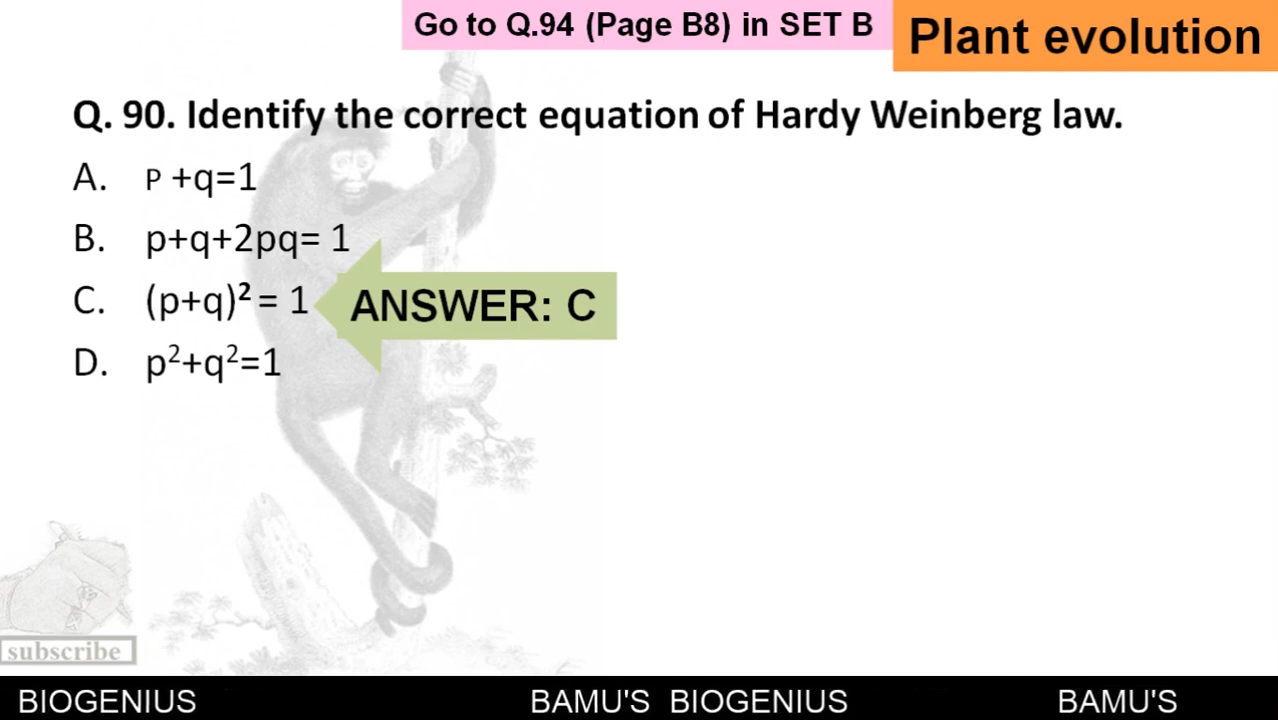 Go to Q.94 (Page B8) in SET B
Plant evolution
Q. 90. Identify the correct equation of Hardy Weinberg law.
A. P +q=1
B. p+q+2pq= 1
C. (p+q)²= 1
ANSWER: C
D. p²+q²=1
subscribe
BIOGENIUS BAMU'S BIOGENIUS BAMU'S